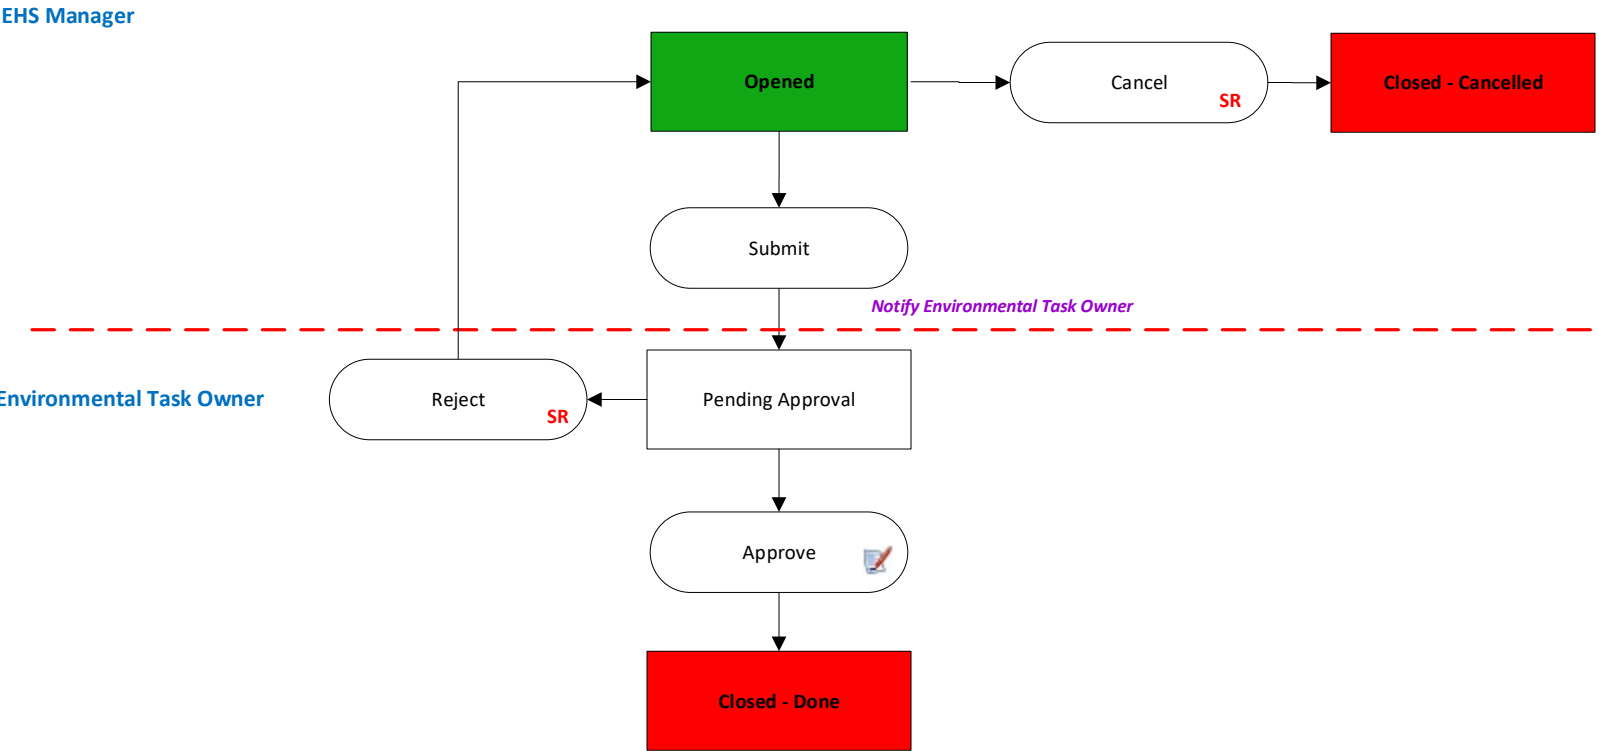 EHS Manager
Opened
Cancel
SR
Closed - Cancelled
Submit
Notify Environmental Task Owner
Environmental Task Owner
Reject
SR
Pending Approval
Approve
Closed - Done